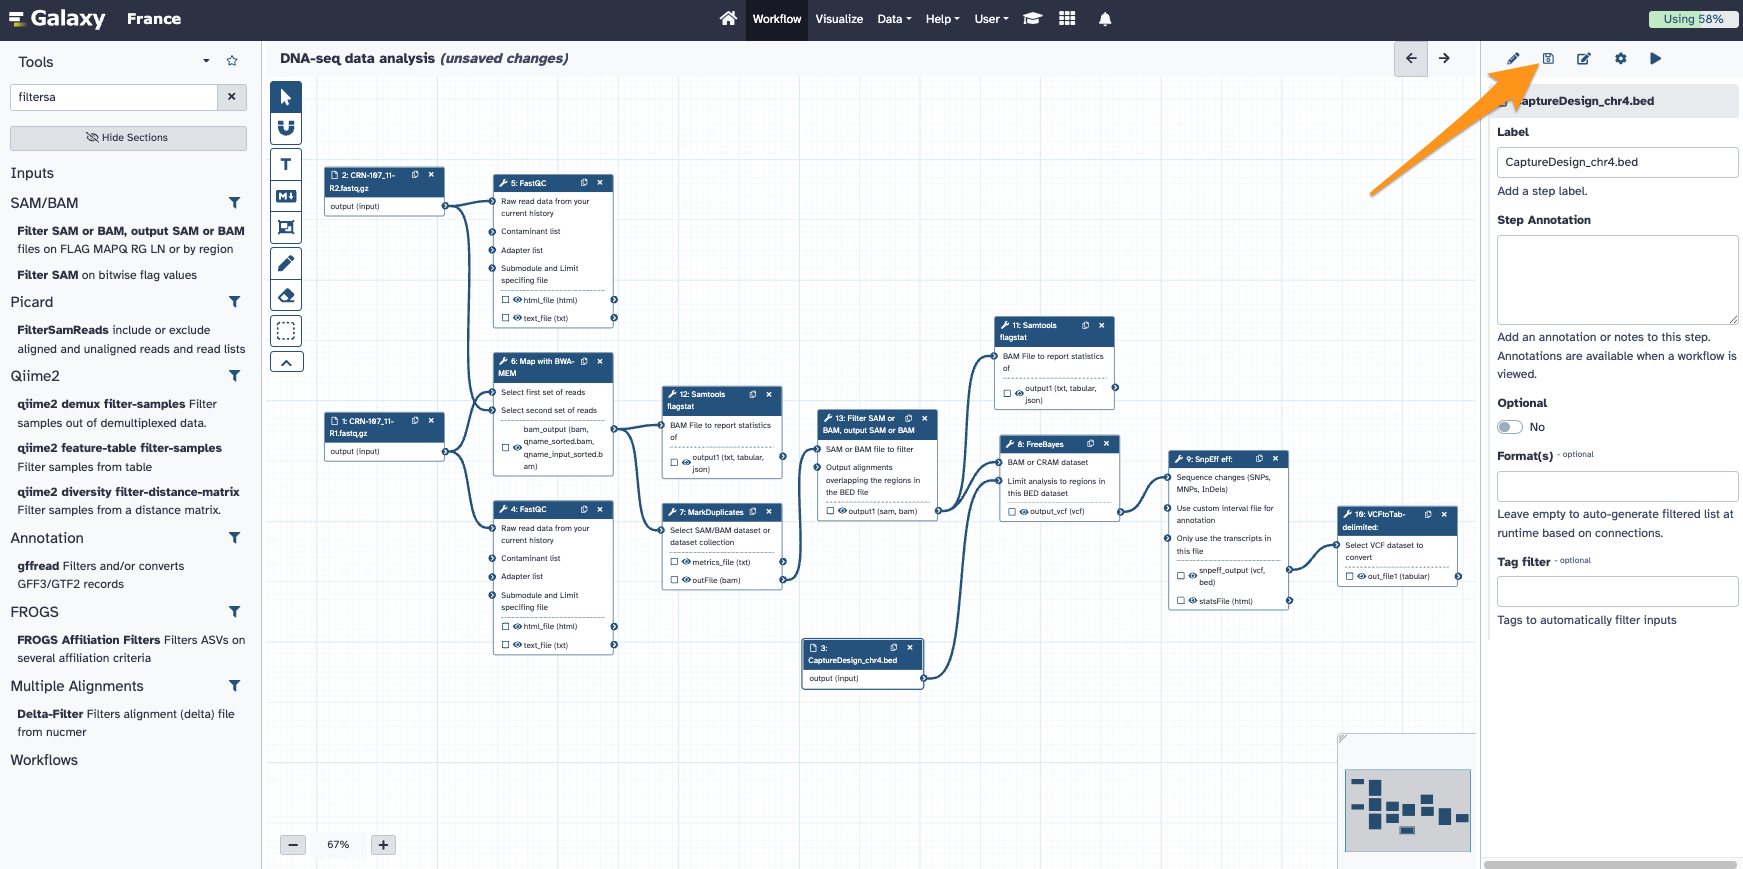 Galaxy France
Workflow Visualize Data Help User
Using 58%
Tools
filtersa
Hide Sections
Inputs
SAM/BAM
Filter SAM or BAM, output SAM or BAM
files on FLAG MAPQ RG LN or by region
Filter SAM on bitwise flag values
Picard
FilterSamReads include or exclude
aligned and unaligned reads and read lists
Qiime2
qiime2 demux filter-samples Filter
samples out of demultiplexed data.
qiime2 feature-table filter-samples
Filter samples from table
qiime2 diversity filter-distance-matrix
Filter samples from a distance matrix.
Annotation
gffread Filters and/or converts
GFF3/GTF2 records
FROGS
FROGS Affiliation Filters Filters ASVs on
several affiliation criteria
Multiple Alignments
Delta-Filter Filters alignment (delta) file
from nucmer
Workflows
DNA-seq data analysis (unsaved changes)
T
M
2: CRN-107_11-
R2.fastq.gz
output (input)
1: CRN-107_11-
R1.fastq.gz
output (input)
5: FastQC
Raw read data from your
current history
Contaminant list
Adapter list
Submodule and Limit
specifing file
html_file (html)
text_file (txt)
6: Map with BWA-
MEM
Select first set of reads
Select second set of reads
bam_output (bam,
qname_sorted.bam,
qname_input_sorted.b
am)
4: FastQC
Raw read data from your
current history
Contaminant list
Adapter list
Submodule and Limit
specifing file
html_file (html)
text_file (txt)
12: Samtools
flagstat
BAM File to report statistics
of
output1 (txt, tabular,
json)
7: MarkDuplicates
Select SAM/BAM dataset or
dataset collection
metrics_file (txt)
outFile (bam)
13: Filter SAM or
BAM, output SAM or BAM
SAM or BAM file to filter
Output alignments
overlapping the regions in
the BED file
output1 (sam, bam)
3:
CaptureDesign_chr4.bed
output (input)
11: Samtools
flagstat
BAM File to report statistics
of
output1 (txt, tabular,
json)
8: FreeBayes
BAM or CRAM dataset
Limit analysis to regions in
this BED dataset
output_vcf (vcf)
9: SnpEff eff:
Sequence changes (SNPs,
MNPs, InDels)
Use custom interval file for
annotation
Only use the transcripts in
this file
snpeff_output (vcf,
bed)
statsFile (html)
10: VCFtoTab-
delimited:
Select VCF dataset to
convert
out_file1 (tabular)
67%
aptureDesign_chr4.bed
Label
CaptureDesign_chr4.bed
Add a step label.
Step Annotation
Add an annotation or notes to this step.
Annotations are available when a workflow is
viewed.
Optional
No
Format(s) - optional
Leave empty to auto-generate filtered list at
runtime based on connections.
Tag filter - optional
Tags to automatically filter inputs